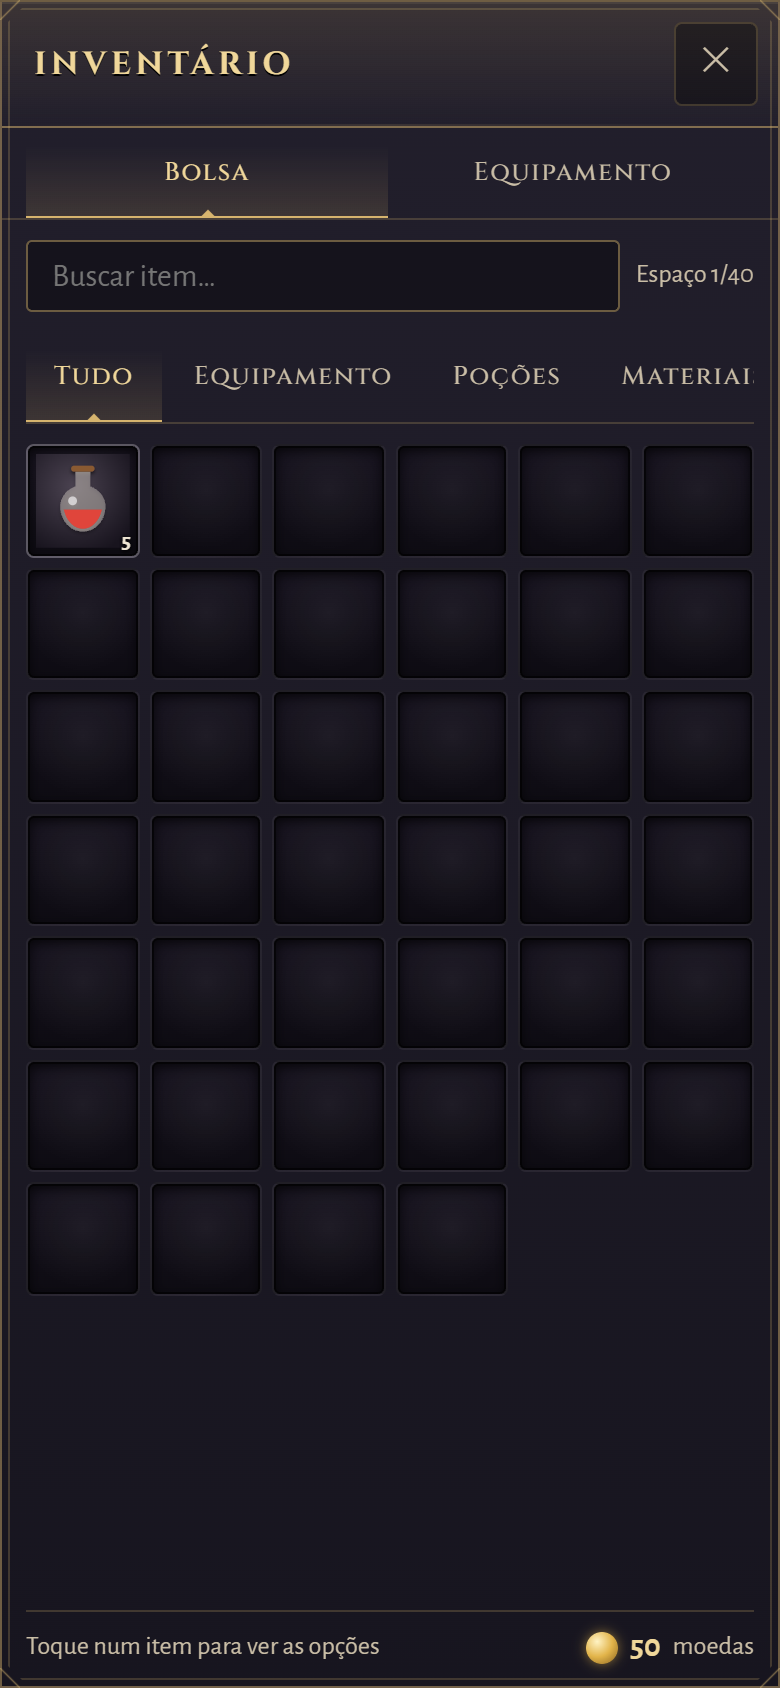 INVENTÁRIO
Bolsa Equipamento
Buscar item... Espaço 1/40
Tudo Equipamento Poções Materiais
5
Toque num item para ver as opções 50 moedas